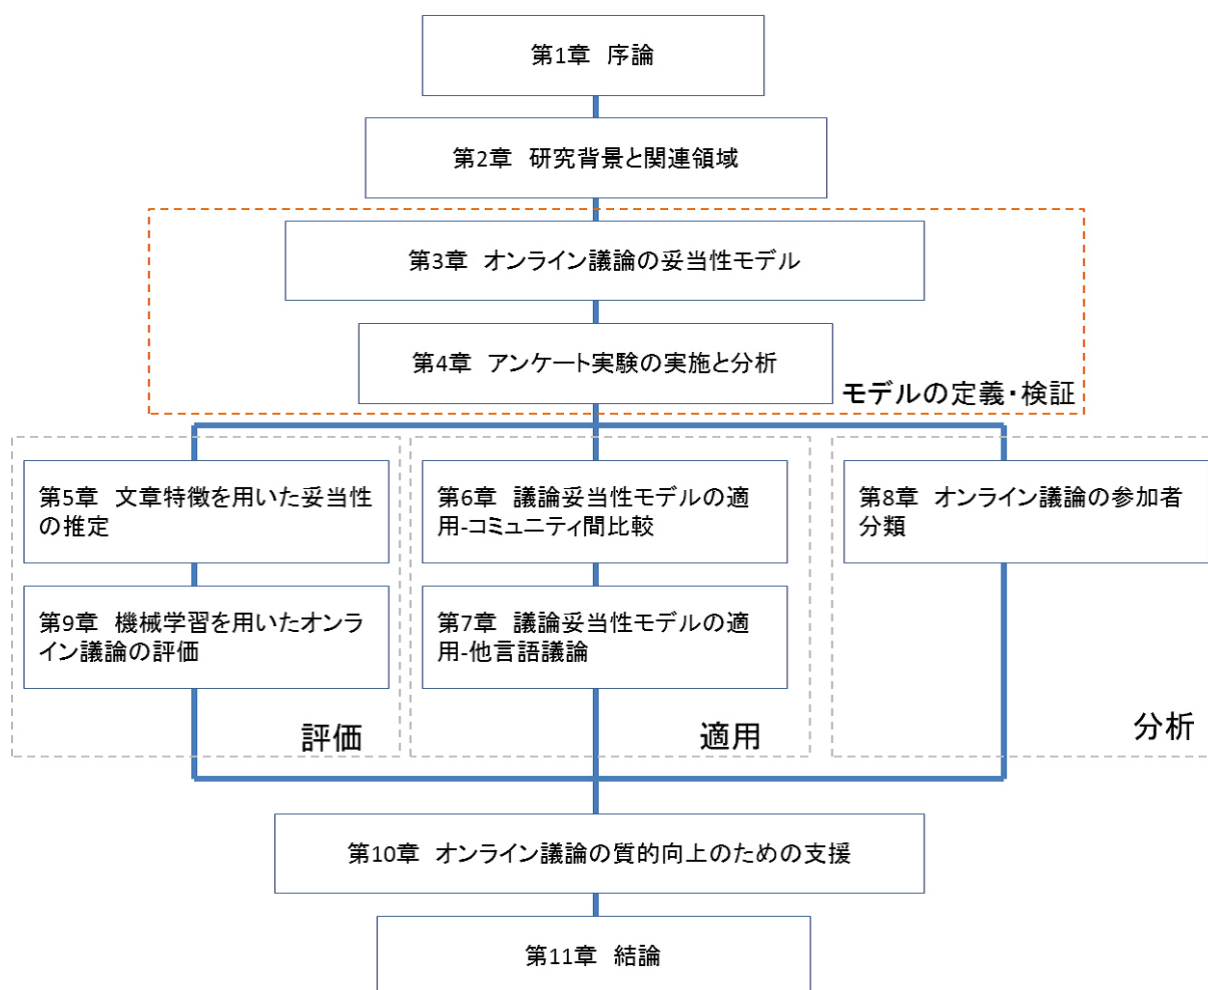 第1章 序論
第2章 研究背景と関連領域
第3章 オンライン議論の妥当性モデル
第4章 アンケート実験の実施と分析
モデルの定義・検証
第5章 文章特徴を用いた妥当性
の推定
第9章 機械学習を用いたオンラ
イン議論の評価
評価
第6章 議論妥当性モデルの適
用-コミュニティ間比較
第7章 議論妥当性モデルの適
用-他言語議論
適用
第8章 オンライン議論の参加者
分類
分析
第10章 オンライン議論の質的向上のための支援
第11章 結論